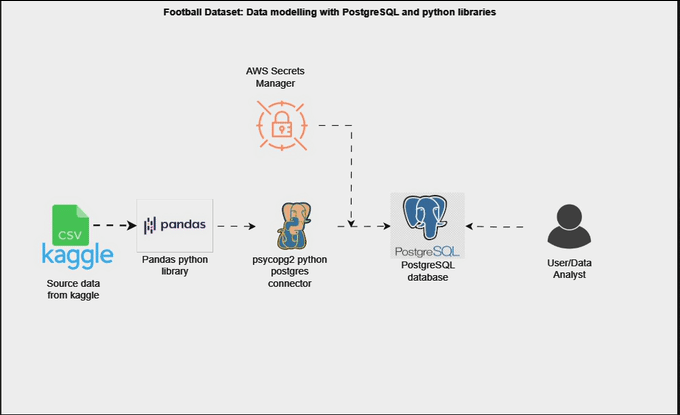 Football Dataset: Data modelling with PostgreSQL and python libraries
AWS Secrets
Manager
CSV
kaggle
Source data
from kaggle
pandas
Pandas python
library
psycopg2 python
postgres
connector
PostgreSQL
PostgreSQL
database
User/Data
Analyst